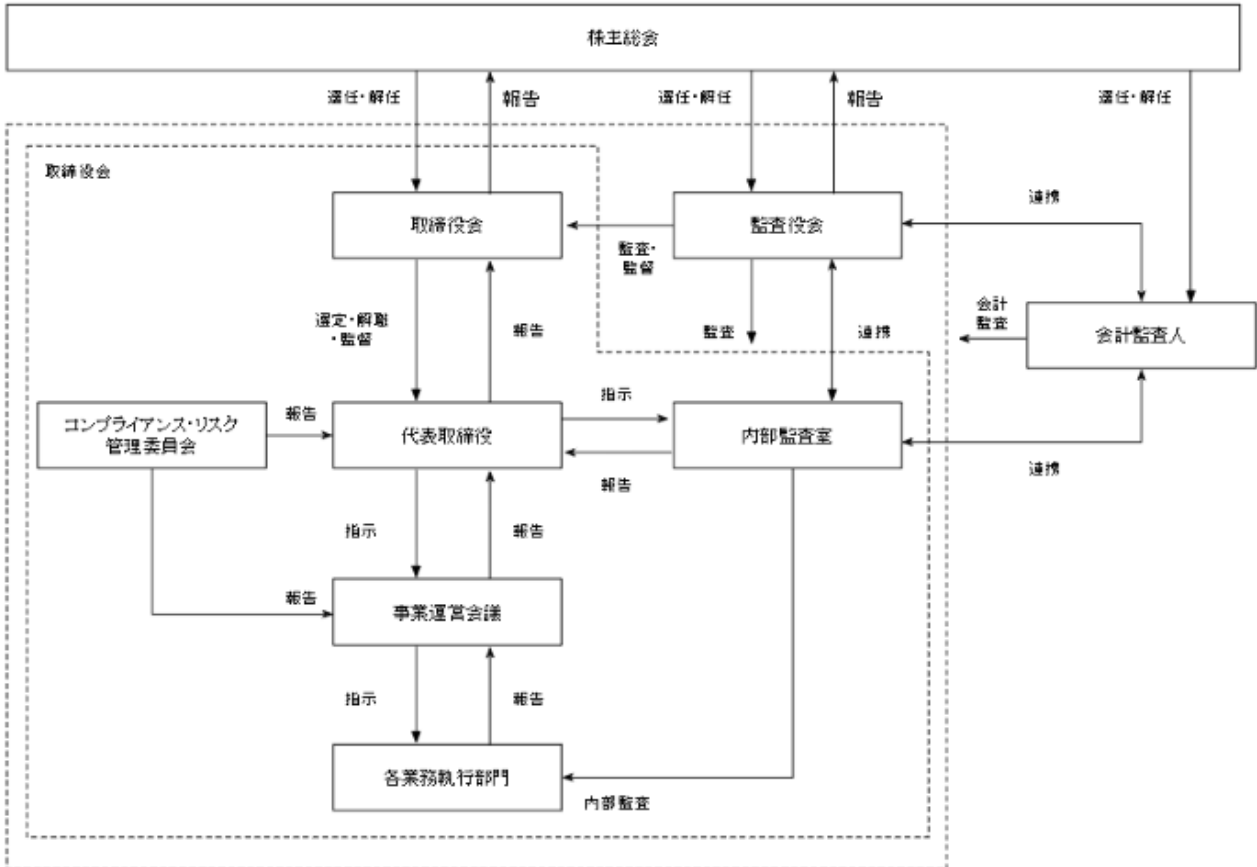 株主総会
選任・解任
報告
選任・解任
報告
選任・解任
取締役会
取締役会
監査役会
連携
監査・
監督
会計
監査
会計監査人
選定・解職
・監督
報告
監査
連携
指示
コンプライアンス・リスク
管理委員会
報告
代表取締役
内部監査室
報告
連携
指示
報告
報告
事業運営会議
指示
報告
各業務執行部門
内部監査